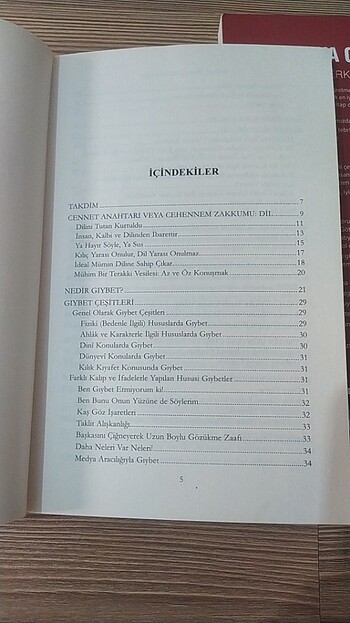 İÇİNDEKİLER
TAKDİM 7
CENNET ANAHTARI VEYA CEHENNEM ZAKKUMU: DİL 9
Dilini Tutan Kurtuldu 11
İnsan, Kalbi ve Dilinden İbarettir 13
Ya Hayır Söyle, Ya Sus 15
Kılıç Yarası Onulur, Dil Yarası Onulmaz 17
İdeal Mümin Diline Sahip Çıkar 18
Mühim Bir Terakki Vesilesi: Az ve Öz Konuşmak 20
NEDİR GIYBET? 21
GIYBET ÇEŞİTLERİ 29
Genel Olarak Gıybet Çeşitleri 29
Fizikî (Bedenle İlgili) Hususlarda Gıybet 29
Ahlâk ve Karakterle İlgili Hususlarda Gıybet 30
Dinî Konularda Gıybet 30
Dünyevî Konularda Gıybet 31
Kılık Kıyafet Konusunda Gıybet 31
Farklı Kalıp ve İfadelerle Yapılan Hususi Gıybetler 31
Ben Gıybet Etmiyorum ki! 31
Ben Bunu Onun Yüzüne de Söylerim 32
Kaş Göz İşaretleri 32
Taklit Alışkanlığı 33
Başkasını Çiğneyerek Uzun Boylu Gözükme Zaafı 33
Daha Neleri Var Neleri! 34
Medya Aracılığıyla Gıybet 34
5